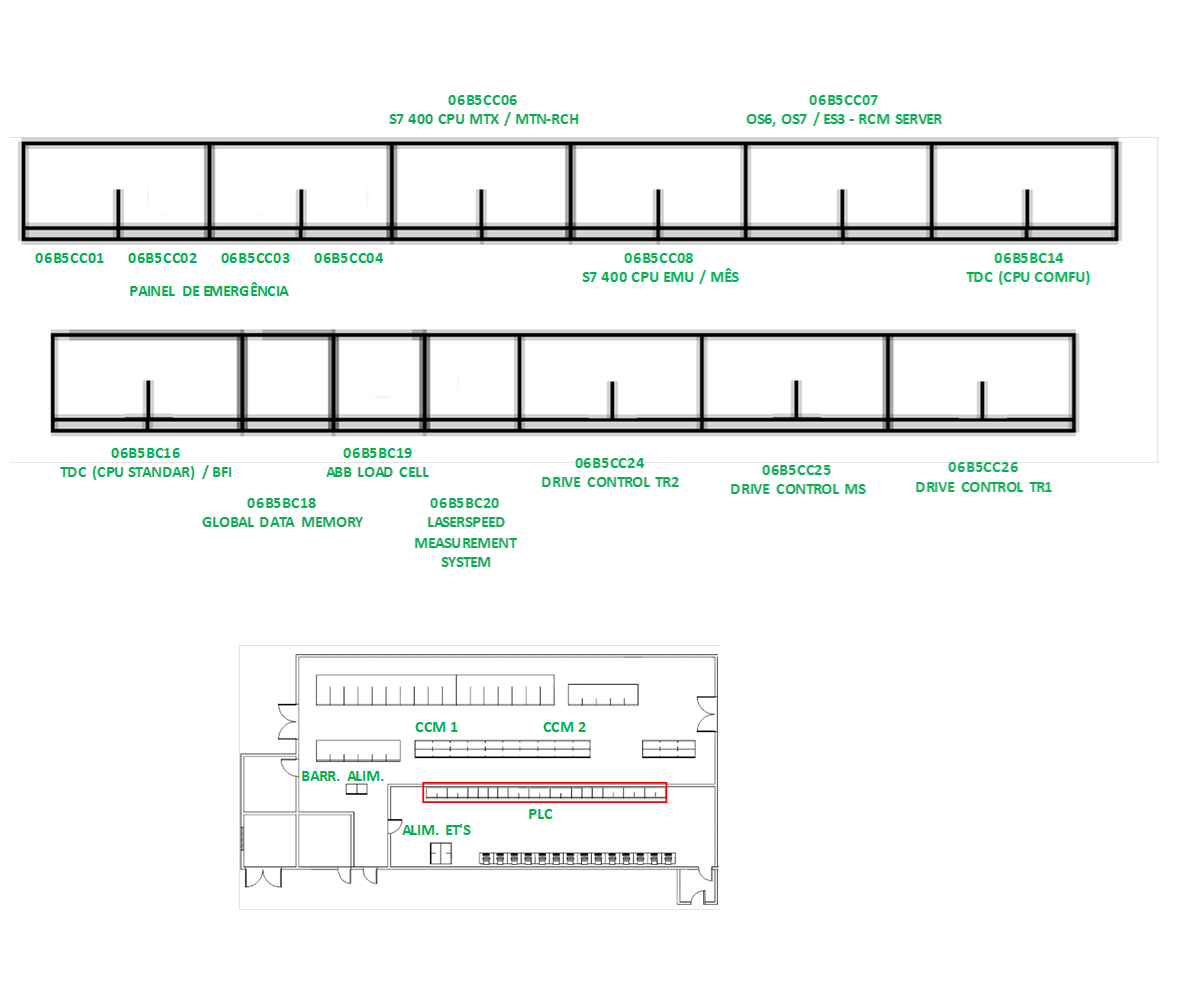 06B5CC06
S7 400 CPU MTX / MTN-RCH
06B5CC07
OS6, OS7 / ES3 - RCM SERVER
06B5CC01
06B5CC02
06B5CC03
06B5CC04
PAINEL DE EMERGÊNCIA
06B5CC08
S7 400 CPU EMU / MÊS
06B5BC14
TDC (CPU COMFU)
06B5BC16
TDC (CPU STANDAR) / BFI
06B5BC19
ABB LOAD CELL
06B5CC24
DRIVE CONTROL TR2
06B5CC25
DRIVE CONTROL MS
06B5CC26
DRIVE CONTROL TR1
06B5BC18
GLOBAL DATA MEMORY
06B5BC20
LASERSPEED
MEASUREMENT
SYSTEM
CCM 1
CCM 2
BARR. ALIM.
PLC
ALIM. ET'S